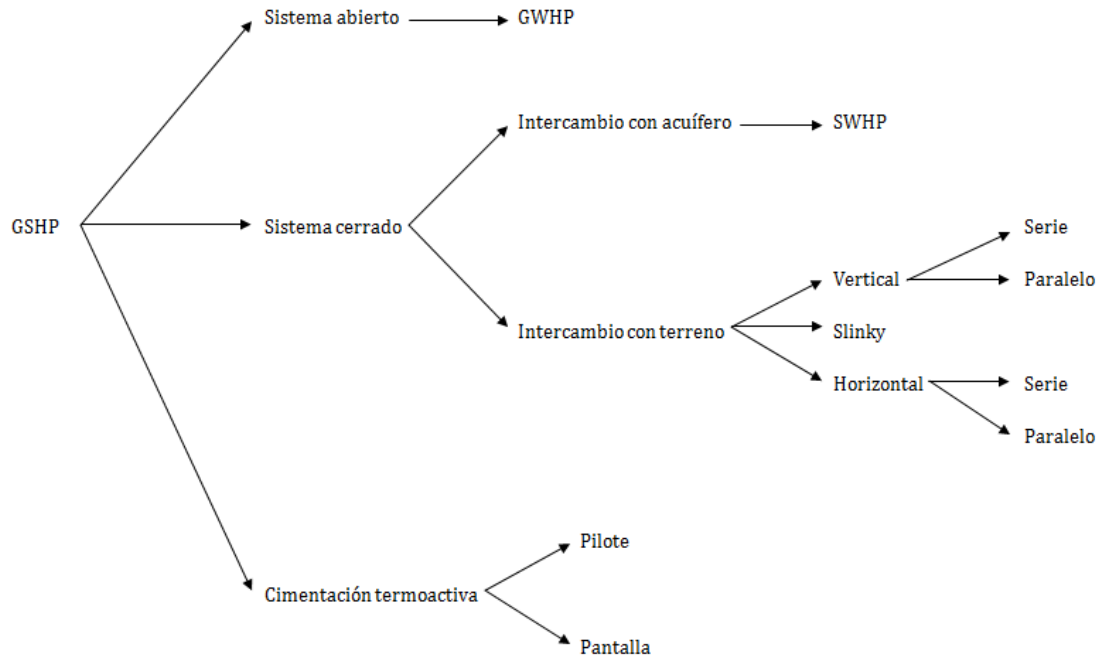 Sistema abierto
GWHP
Intercambio con acuífero
SWHP
GSHP
Sistema cerrado
Serie
Vertical
Paralelo
Intercambio con terreno
Slinky
Horizontal
Serie
Paralelo
Pilote
Cimentación termoactiva
Pantalla